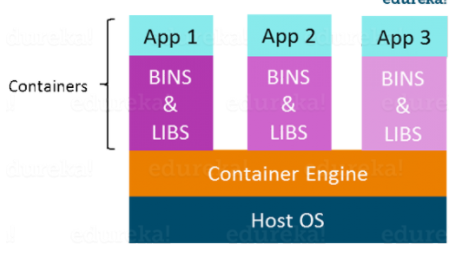 edureka!
App 1
App 2
App 3
Containers
BINS
&
LIBS
BINS
&
LIBS
BINS
&
LIBS
Container Engine
Host OS